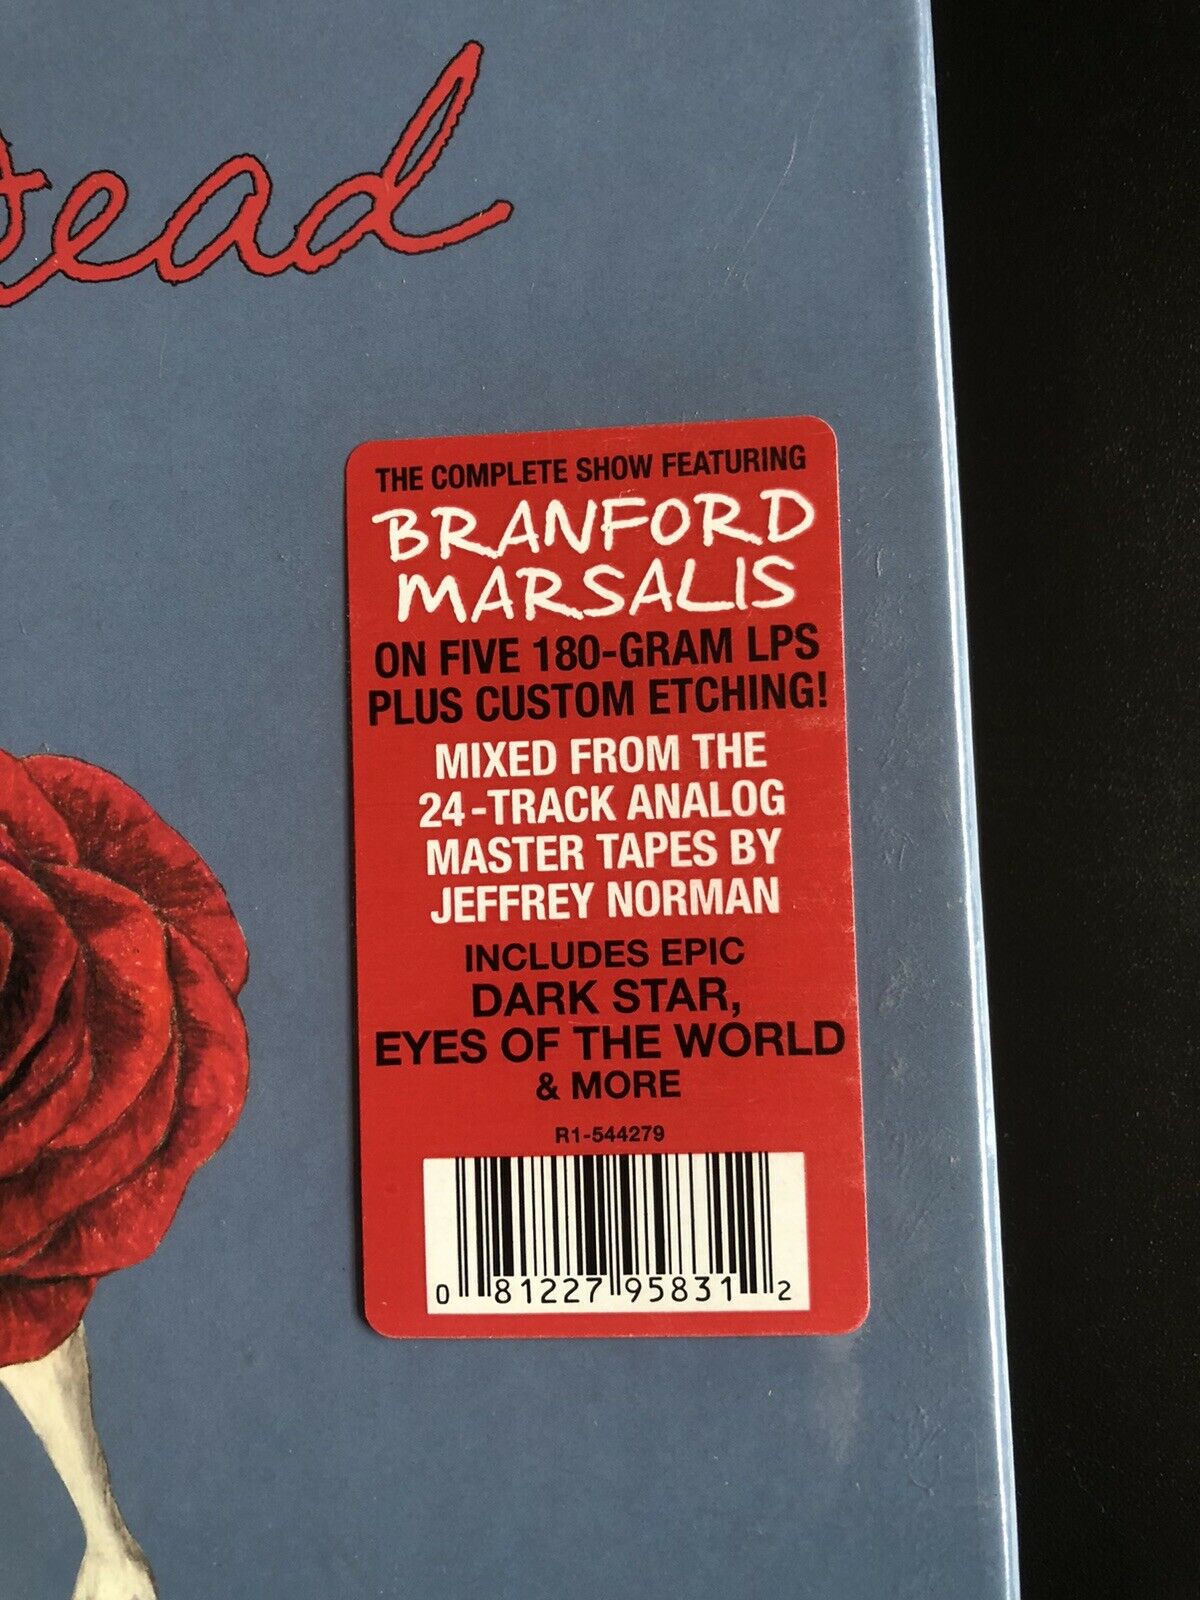 Dead
THE COMPLETE SHOW FEATURING
BRANFORD
MARSALIS
ON FIVE 180-GRAM LPS
PLUS CUSTOM ETCHING!
MIXED FROM THE
24-TRACK ANALOG
MASTER TAPES BY
JEFFREY NORMAN
INCLUDES EPIC
DARK STAR,
EYES OF THE WORLD
& MORE
R1-544279
0 81227 95831 2